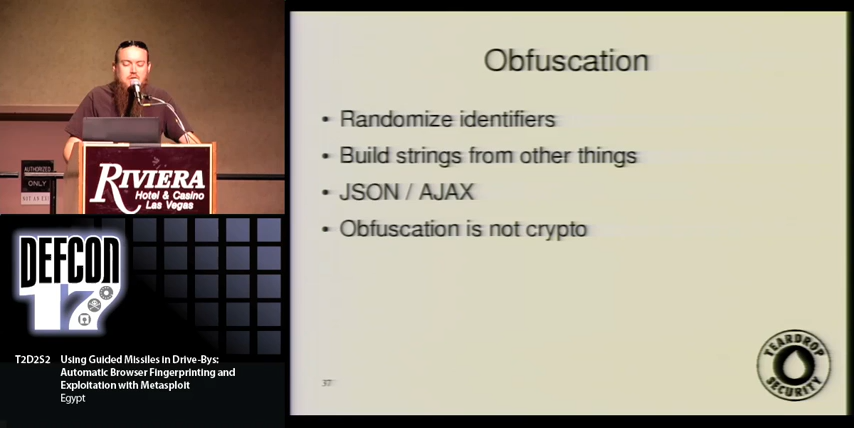 Obfuscation
• Randomize identifiers
• Build strings from other things
• JSON / AJAX
• Obfuscation is not crypto
37
TEARDROP
SECURITY
AUTHORIZED
ONLY
RIVIERA
Hotel & Casino
Las Vegas
DEFCON
17
T2D2S2 Using Guided Missiles in Drive-Bys:
Automatic Browser Fingerprinting and
Exploitation with Metasploit
Egypt